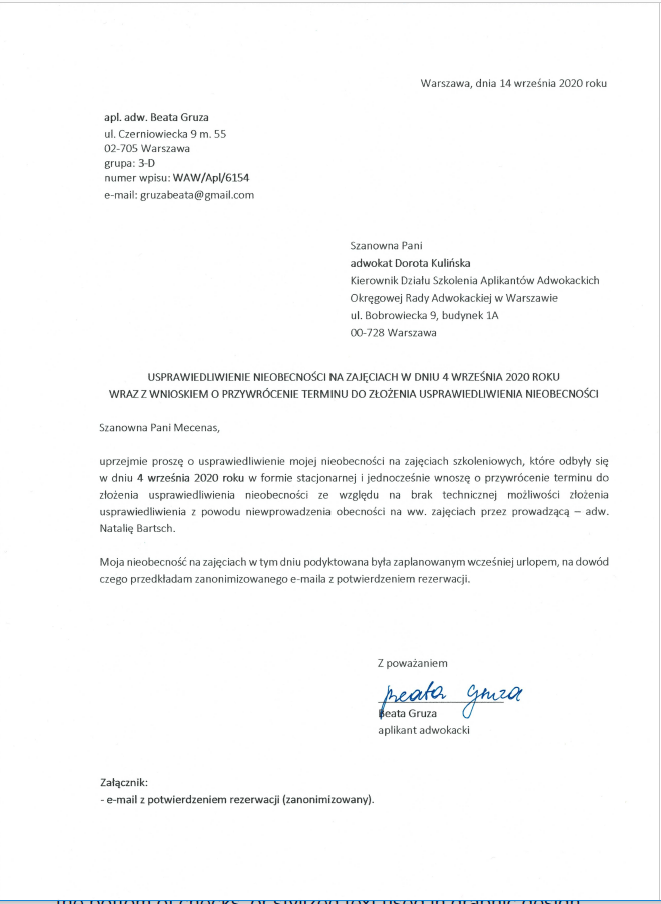 Warszawa, dnia 14 września 2020 roku
apl. adw. Beata Gruza
ul. Czerniowiecka 9 m. 55
02-705 Warszawa
grupa: 3-D
numer wpisu: WAW/Apl/6154
e-mail: gruzabeata@gmail.com
Szanowna Pani
adwokat Dorota Kulińska
Kierownik Działu Szkolenia Aplikantów Adwokackich
Okręgowej Rady Adwokackiej w Warszawie
ul. Bobrowiecka 9, budynek 1A
00-728 Warszawa
USPRAWIEDLIWIENIE NIEOBECNOŚCI NA ZAJĘCIACH W DNIU 4 WRZEŚNIA 2020 ROKU
WRAZ Z WNIOSKIEM O PRZYWRÓCENIE TERMINU DO ZŁOŻENIA USPRAWIEDLIWIENIA NIEOBECNOŚCI
Szanowna Pani Mecenas,
uprzejmie proszę o usprawiedliwienie mojej nieobecności na zajęciach szkoleniowych, które odbyły się
w dniu 4 września 2020 roku w formie stacjonarnej i jednocześnie wnoszę o przywrócenie terminu do
złożenia usprawiedliwienia nieobecności ze względu na brak technicznej możliwości złożenia
usprawiedliwienia z powodu niewprowadzenia obecności na ww. zajęciach przez prowadzącą – adw.
Natalię Bartsch.
Moja nieobecność na zajęciach w tym dniu podyktowana była zaplanowanym wcześniej urlopem, na dowód
czego przedkładam zanonimizowanego e-maila z potwierdzeniem rezerwacji.
Z poważaniem
Beata Gruza
Beata Gruza
aplikant adwokacki
Załącznik:
- e-mail z potwierdzeniem rezerwacji (zanonimizowany).